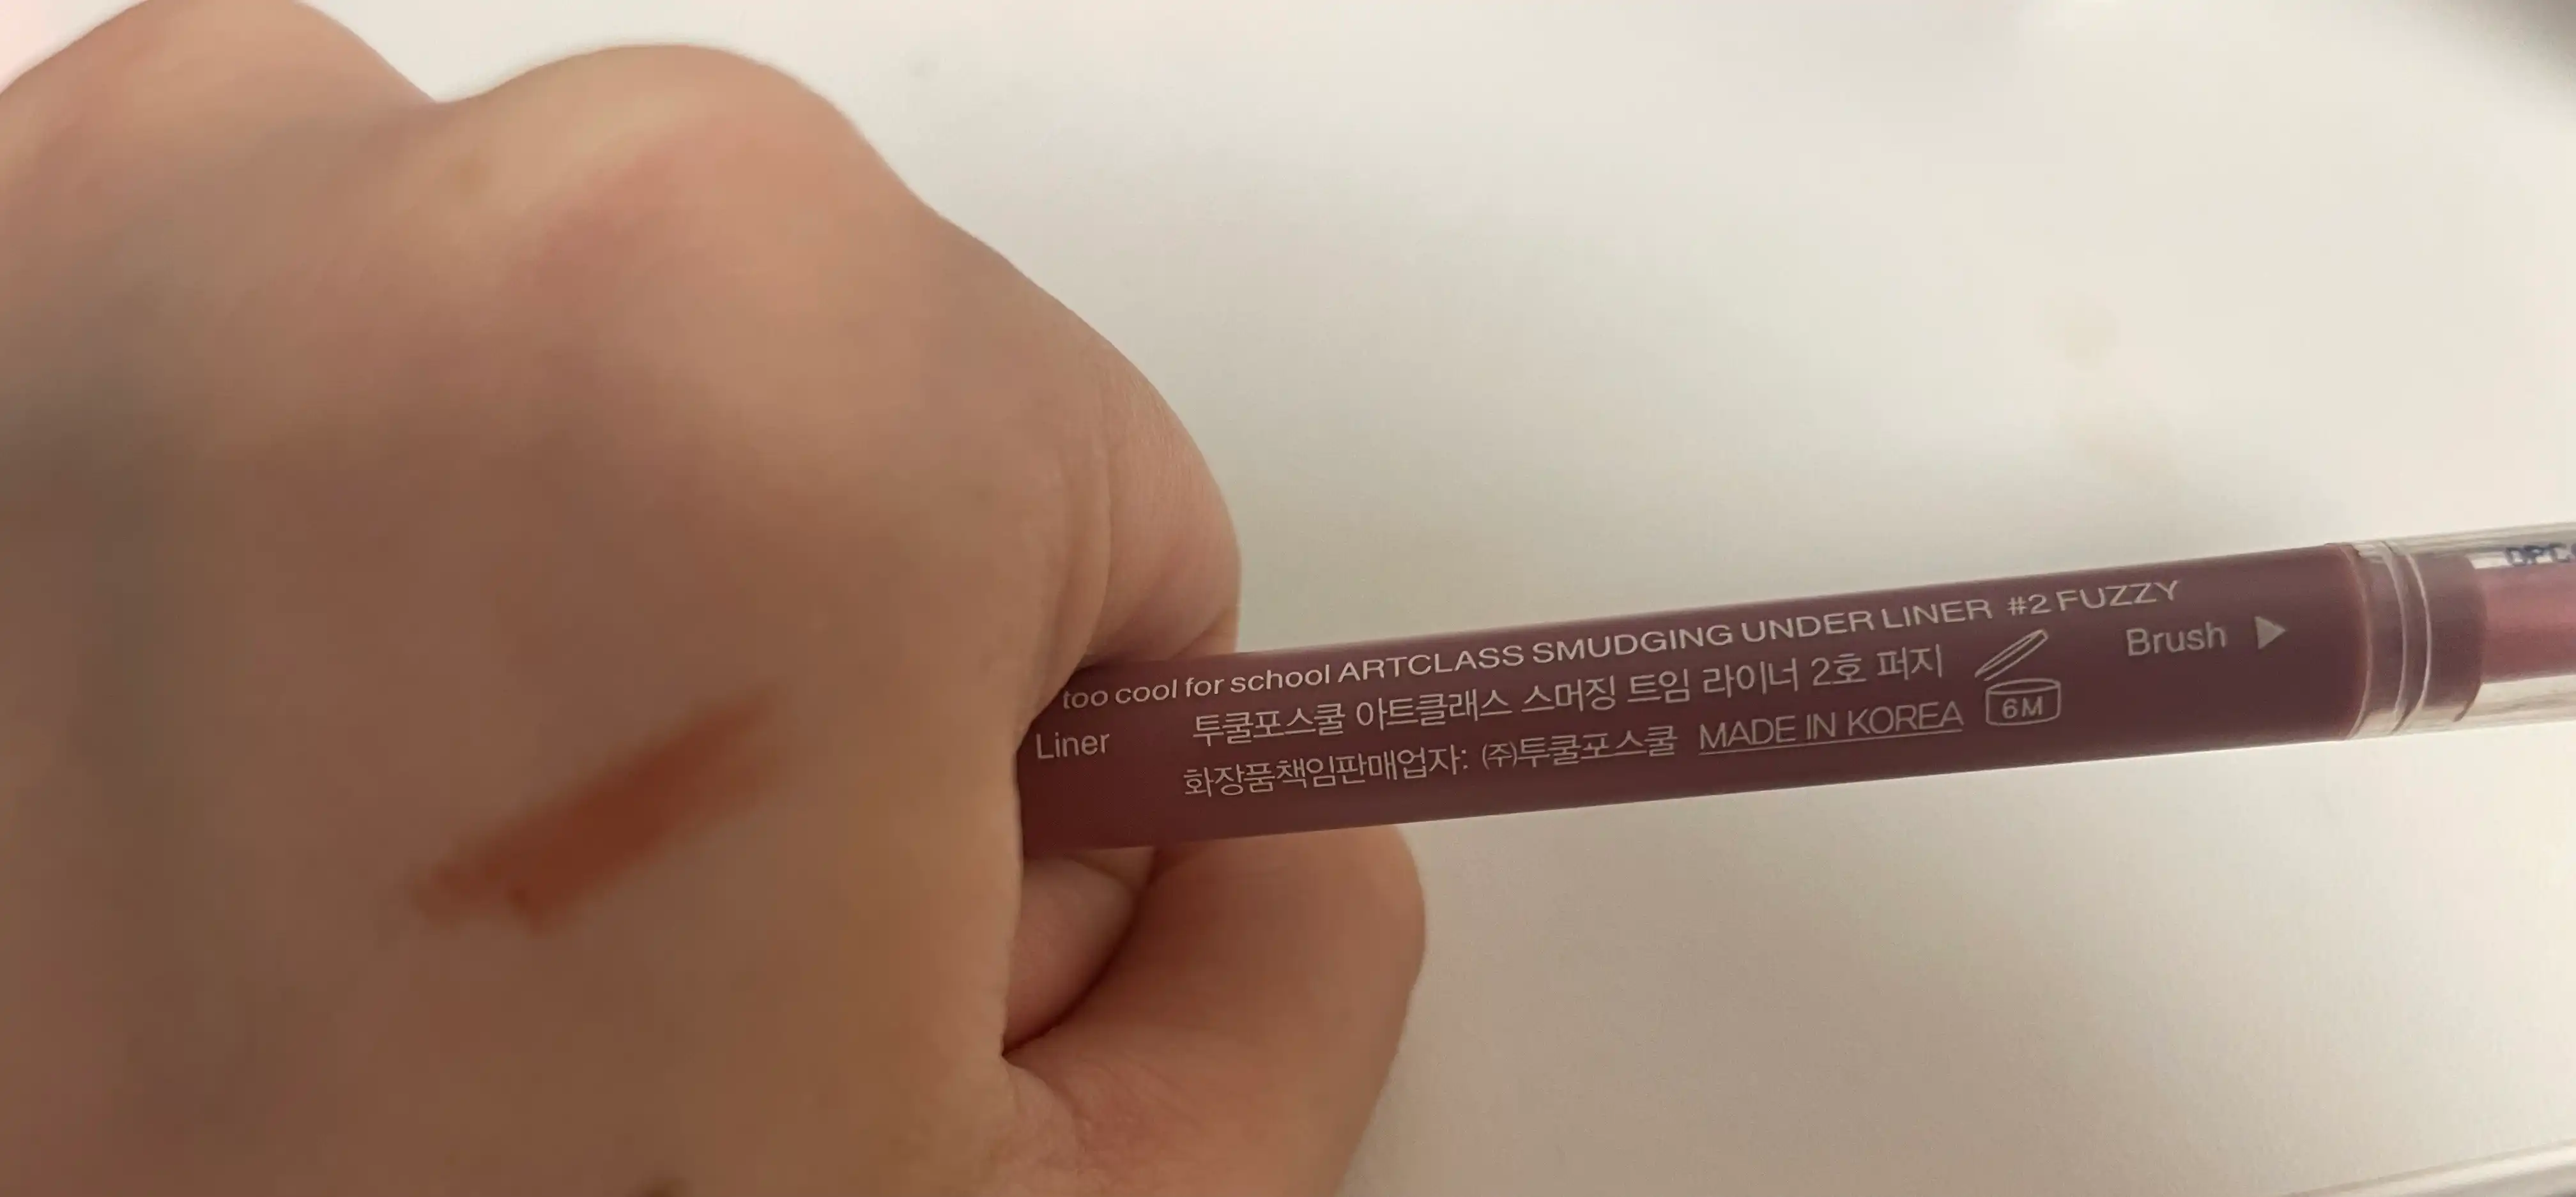 too cool for school ARTCLASS SMUDGING UNDER LINER #2 FUZZY
투쿨포스쿨 아트클래스 스머징 트임 라이너 2호 퍼지
Liner
Brush ▶
화장품책임판매업자: ㈜투쿨포스쿨 MADE IN KOREA
6M